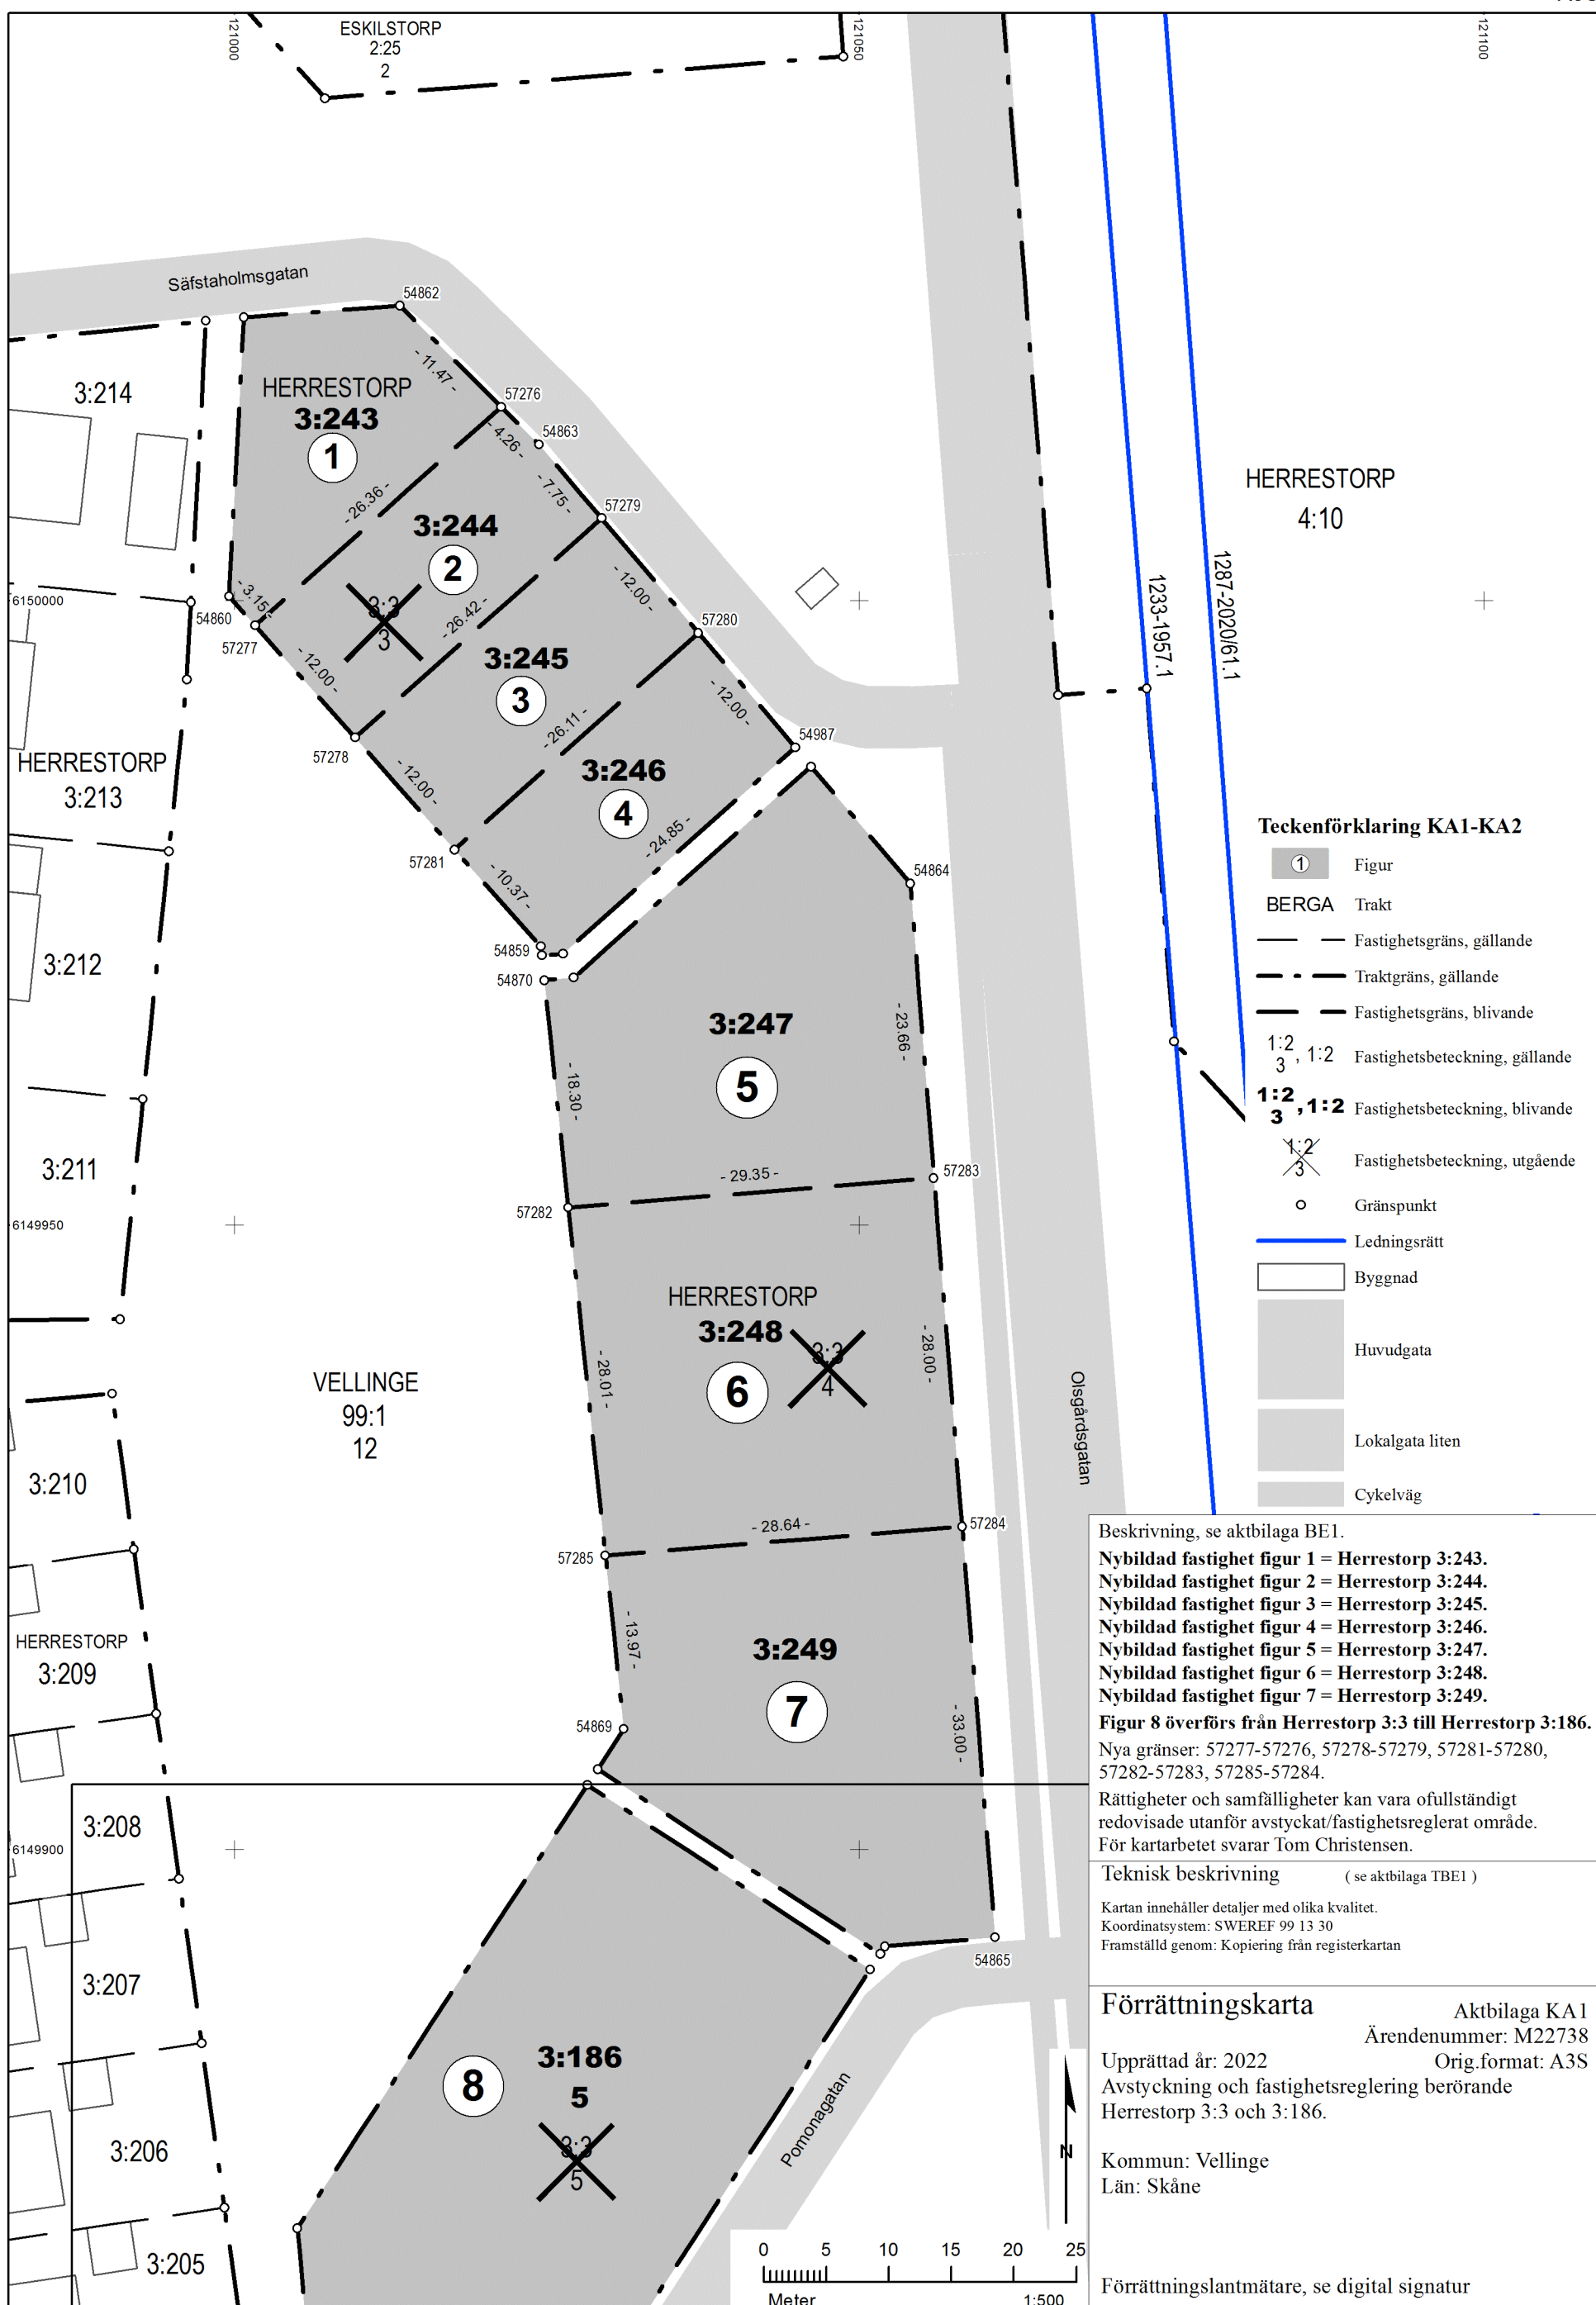 121000
ESKILSTORP
2:25
2
121050
121100
Säfstaholmsgatan
54862
3:214
HERRESTORP
3:243
1
- 11.47 -
57276
- 4.26 -
54863
- 7.75 -
57279
- 26.36 -
3:244
2
HERRESTORP
4:10
6150000
- 3.15 -
54860
57277
3:3
3
- 26.42 -
- 12.00 -
57280
1233-1957.1
1287-2020/61.1
- 12.00 -
3:245
3
- 12.00 -
57278
- 26.11 -
54987
HERRESTORP
3:213
- 12.00 -
3:246
4
57281
- 24.85 -
- 10.37 -
54864
54859
54870
3:212
3:247
5
- 23.66 -
- 18.30 -
3:211
- 29.35 -
57283
57282
6149950
HERRESTORP
3:248
6
3:3
4
- 28.00 -
- 28.01 -
VELLINGE
99:1
12
Olsgårdsgatan
3:210
- 28.64 -
57284
57285
HERRESTORP
3:209
- 13.97 -
3:249
7
- 33.00 -
54869
3:208
6149900
54865
3:207
3:186
5
8
3:3
5
Pomonagatan
3:206
3:205
N
0 5 10 15 20 25
Meter 1:500
Teckenförklaring KA1-KA2
1 Figur
BERGA Trakt
Fastighetsgräns, gällande
Traktgräns, gällande
Fastighetsgräns, blivande
1:2
3 , 1:2 Fastighetsbeteckning, gällande
1:2
3 , 1:2 Fastighetsbeteckning, blivande
1:2
3 Fastighetsbeteckning, utgående
Gränspunkt
Ledningsrätt
Byggnad
Huvudgata
Lokalgata liten
Cykelväg
Beskrivning, se aktbilaga BE1.
Nybildad fastighet figur 1 = Herrestorp 3:243.
Nybildad fastighet figur 2 = Herrestorp 3:244.
Nybildad fastighet figur 3 = Herrestorp 3:245.
Nybildad fastighet figur 4 = Herrestorp 3:246.
Nybildad fastighet figur 5 = Herrestorp 3:247.
Nybildad fastighet figur 6 = Herrestorp 3:248.
Nybildad fastighet figur 7 = Herrestorp 3:249.
Figur 8 överförs från Herrestorp 3:3 till Herrestorp 3:186.
Nya gränser: 57277-57276, 57278-57279, 57281-57280,
57282-57283, 57285-57284.
Rättigheter och samfälligheter kan vara ofullständigt
redovisade utanför avstyckat/fastighetsreglerat område.
För kartarbetet svarar Tom Christensen.
Teknisk beskrivning ( se aktbilaga TBE1 )
Kartan innehåller detaljer med olika kvalitet.
Koordinatsystem: SWEREF 99 13 30
Framställd genom: Kopiering från registerkartan
Förrättningskarta
Aktbilaga KA1
Ärendenummer: M22738
Upprättad år: 2022 Orig.format: A3S
Avstyckning och fastighetsreglering berörande
Herrestorp 3:3 och 3:186.
Kommun: Vellinge
Län: Skåne
Förrättningslantmätare, se digital signatur